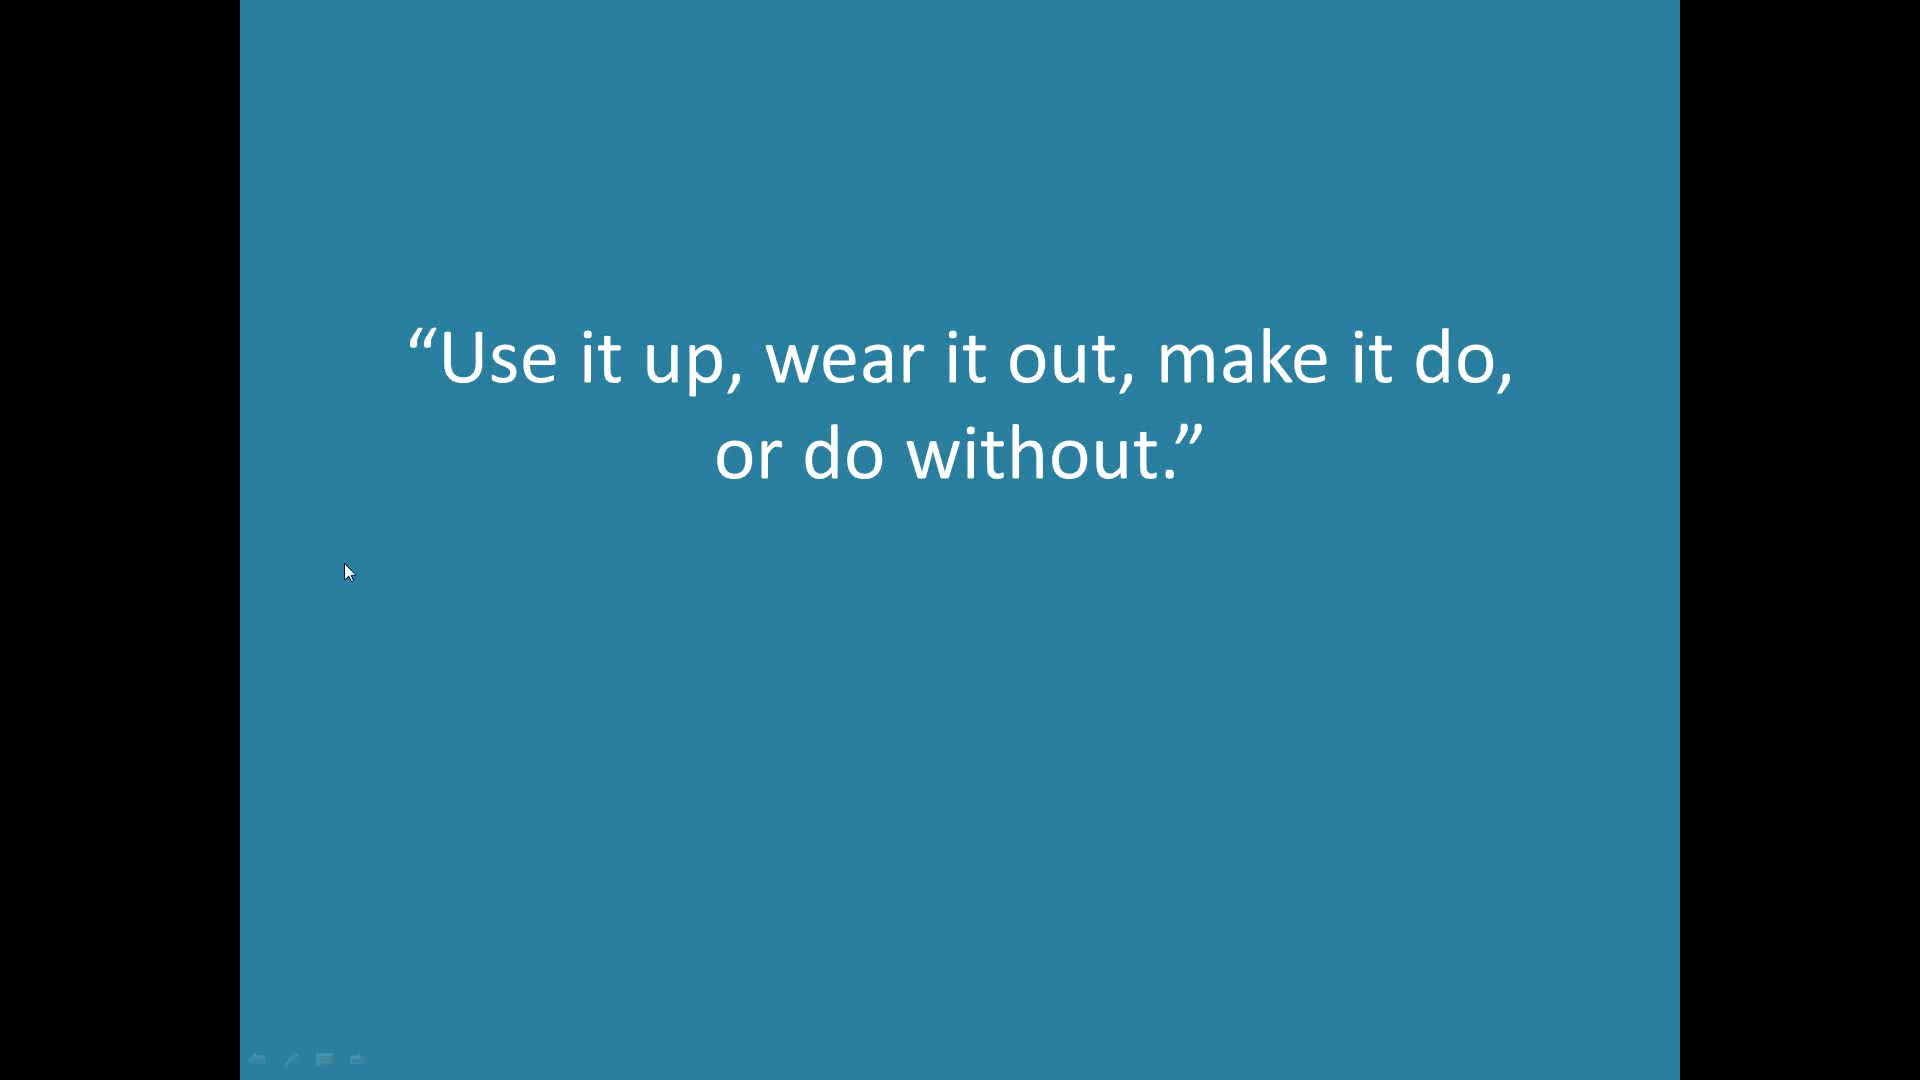 “Use it up, wear it out, make it do,
or do without.”